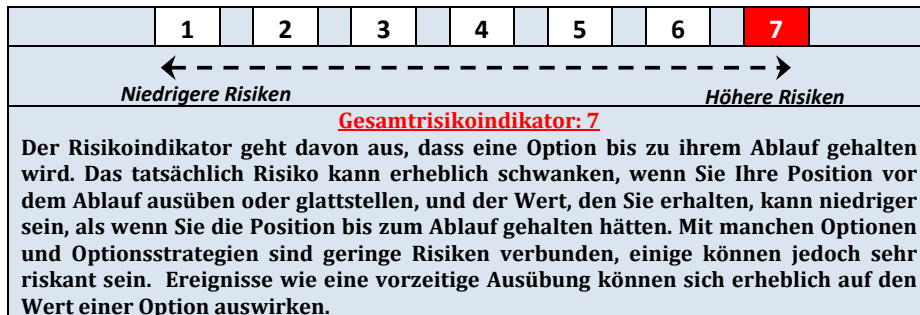 1 2 3 4 5 6 7
Niedrigere Risiken Höhere Risiken
Gesamtrisikoindikator: 7
Der Risikoindikator geht davon aus, dass eine Option bis zu ihrem Ablauf gehalten
wird. Das tatsächlich Risiko kann erheblich schwanken, wenn Sie Ihre Position vor
dem Ablauf ausüben oder glattstellen, und der Wert, den Sie erhalten, kann niedriger
sein, als wenn Sie die Position bis zum Ablauf gehalten hätten. Mit manchen Optionen
und Optionsstrategien sind geringe Risiken verbunden, einige können jedoch sehr
riskant sein. Ereignisse wie eine vorzeitige Ausübung können sich erheblich auf den
Wert einer Option auswirken.